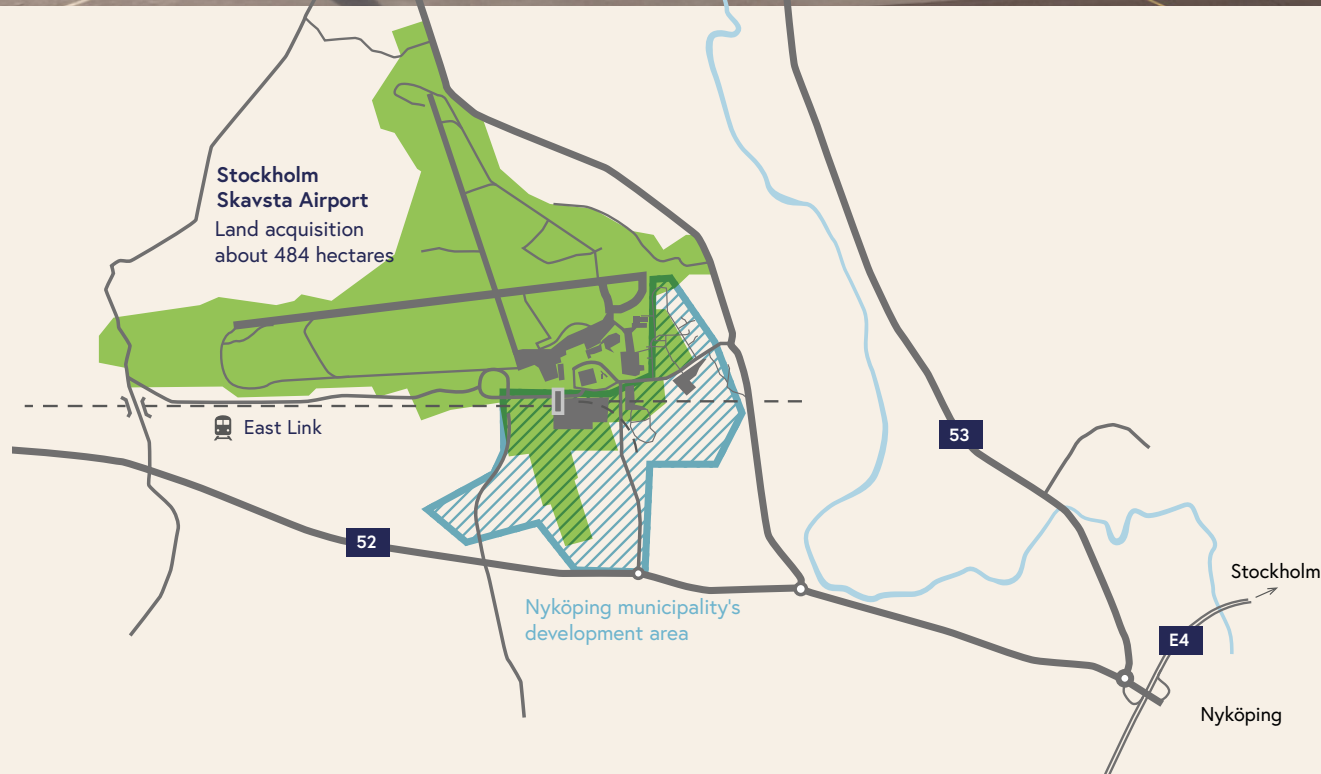 Stockholm
Skavsta Airport
Land acquisition
about 484 hectares
East Link
53
52
Stockholm
Nyköping municipality's
development area
E4
Nyköping